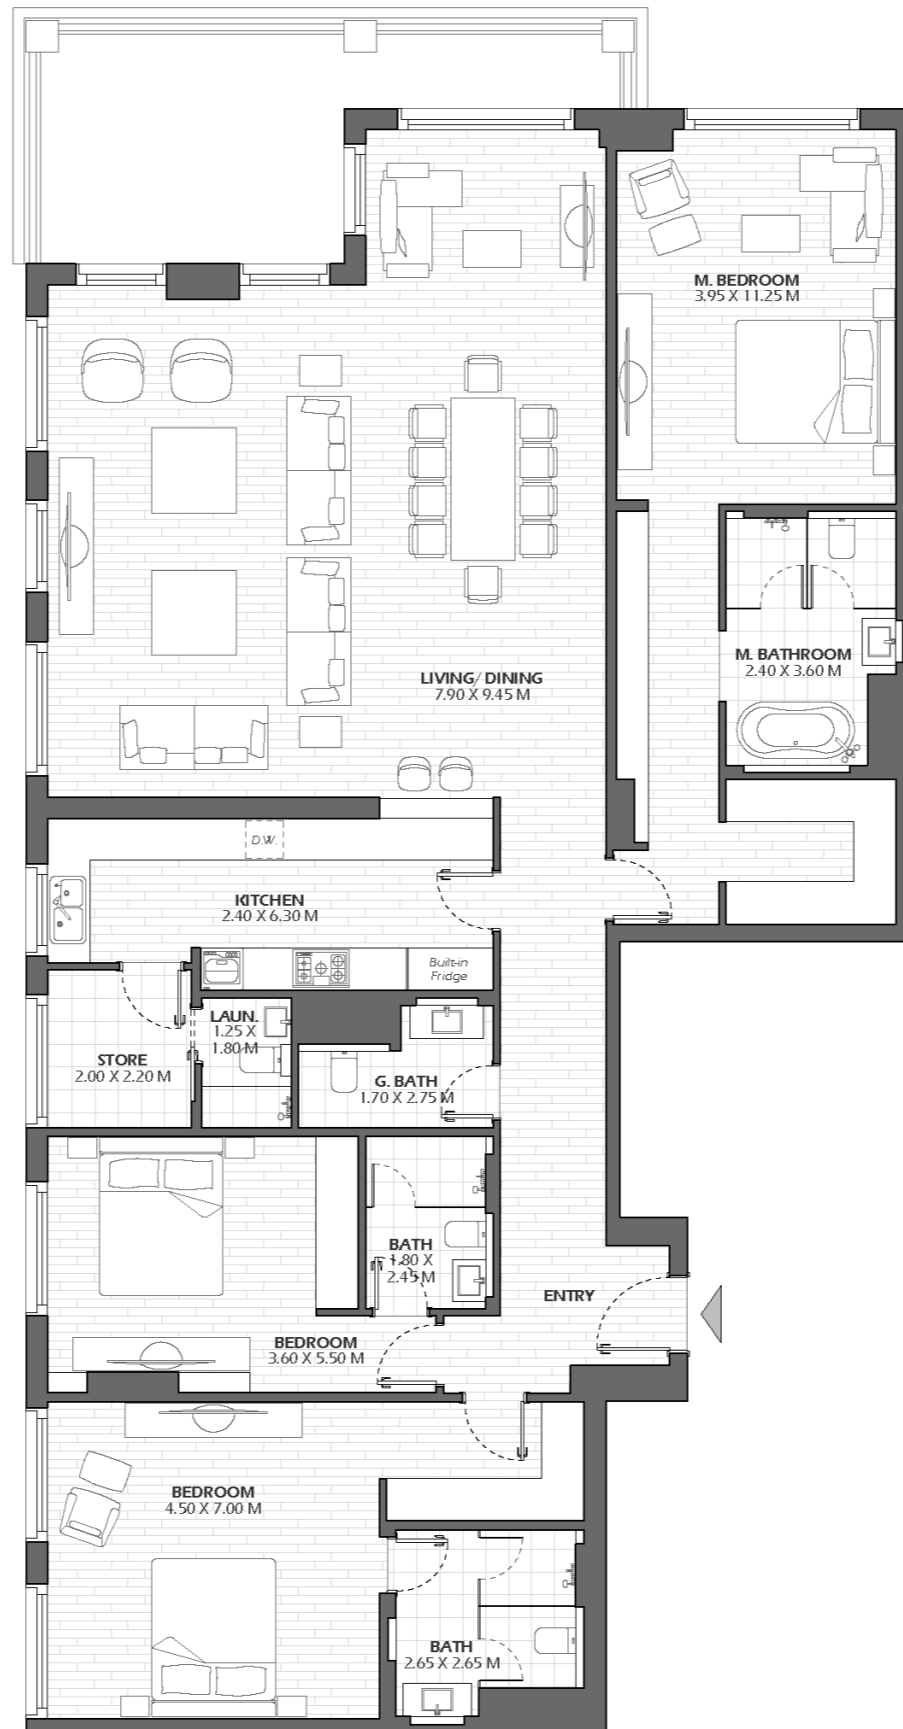 M. BEDROOM
3.95 X 11.25 M
M. BATHROOM
2.40 X 3.60 M
LIVING/ DINING
7.90 X 9.45 M
D.W.
KITCHEN
2.40 X 6.30 M
Built-in
Fridge
LAUN.
1.25 X
1.80 M
STORE
2.00 X 2.20 M
G. BATH
1.70 X 2.75 M
BATH
1.80 X
2.45 M
ENTRY
BEDROOM
3.60 X 5.50 M
BEDROOM
4.50 X 7.00 M
BATH
2.65 X 2.65 M